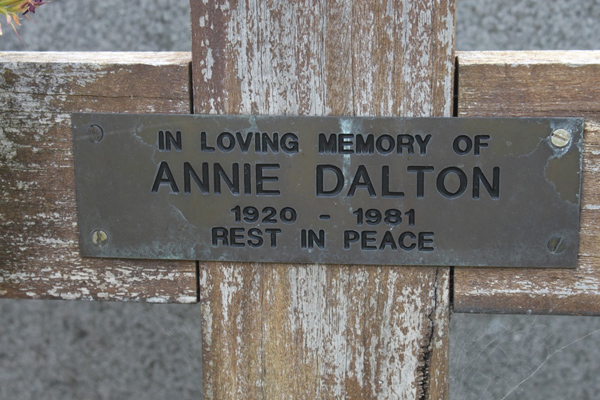 IN LOVING MEMORY OF
ANNIE DALTON
1920 - 1981
REST IN PEACE